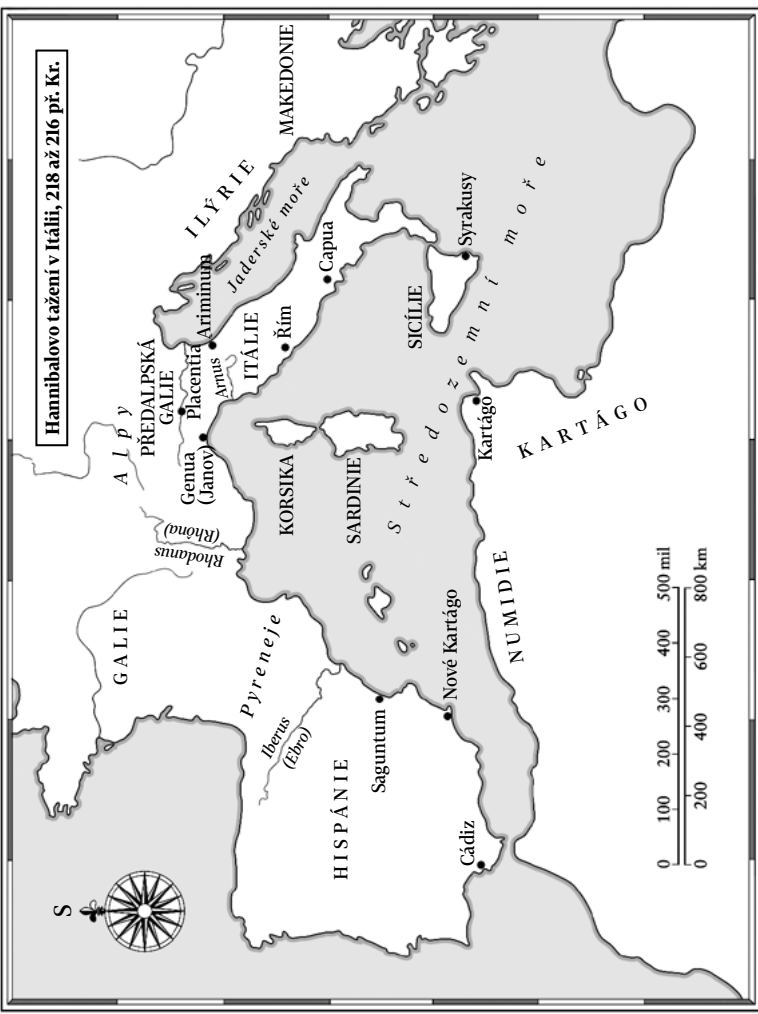 Hannibalovo tažení v Itálii, 218 až 216 př. Kr.
S
GALIE
Alpy
PŘEDALPSKÁ
GALIE
ILÝRIE
MAKEDONIE
Rhodanus
(Rhôna)
Genua
(Janov)
Placentia
Ariminum
Arnus
Jaderské moře
ITÁLIE
Řím
Capua
Pyreneje
Iberus
(Ebro)
HISPÁNIE
Saguntum
Nové Kartágo
Cádiz
KORSIKA
SARDINIE
SICÍLIE
Syrakusy
Středozemní moře
Kartágo
KARTÁGO
NUMIDIE
0 100 200 300 400 500 mil
0 200 400 600 800 km